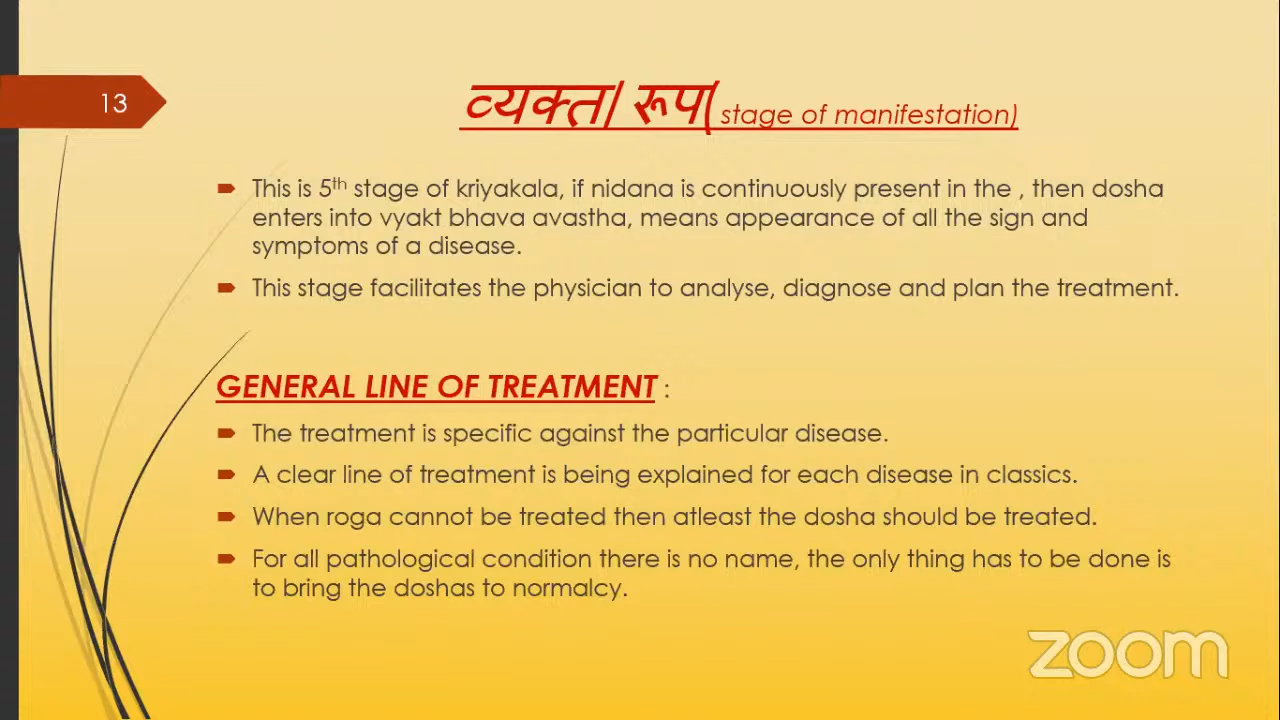 13
व्यक्त/ रूप( stage of manifestation)
This is 5th stage of kriyakala, if nidana is continuously present in the , then dosha
enters into vyakt bhava avastha, means appearance of all the sign and
symptoms of a disease.
This stage facilitates the physician to analyse, diagnose and plan the treatment.
GENERAL LINE OF TREATMENT :
The treatment is specific against the particular disease.
A clear line of treatment is being explained for each disease in classics.
When roga cannot be treated then atleast the dosha should be treated.
For all pathological condition there is no name, the only thing has to be done is
to bring the doshas to normalcy.
zoom